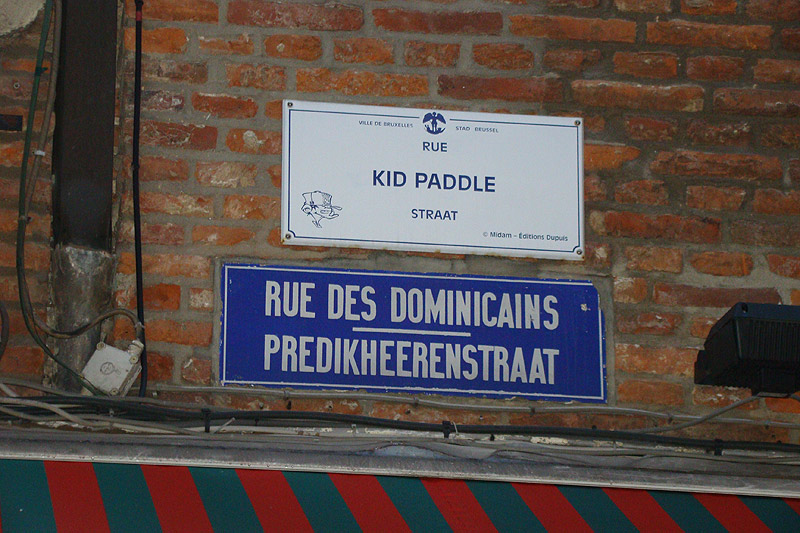 VILLE DE BRUXELLES STAD BRUSSEL
RUE
KID PADDLE
STRAAT
© Midam – Éditions Dupuis
RUE DES DOMINICAINS
PREDIKHEERENSTRAAT